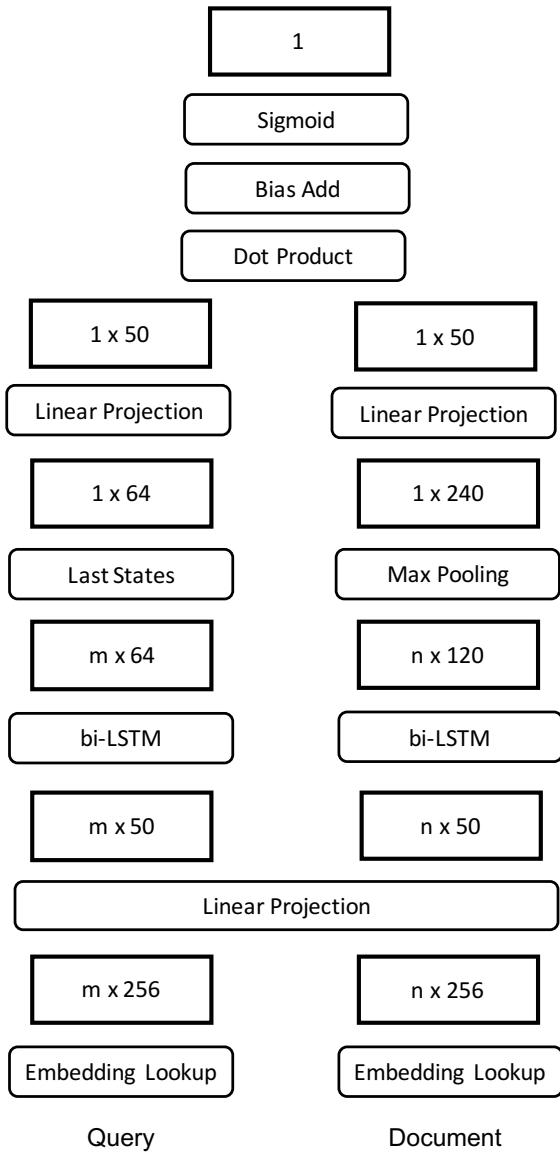 1
Sigmoid
Bias Add
Dot Product
1 x 50 1 x 50
Linear Projection Linear Projection
1 x 64 1 x 240
Last States Max Pooling
m x 64 n x 120
bi-LSTM bi-LSTM
m x 50 n x 50
Linear Projection
m x 256 n x 256
Embedding Lookup Embedding Lookup
Query Document